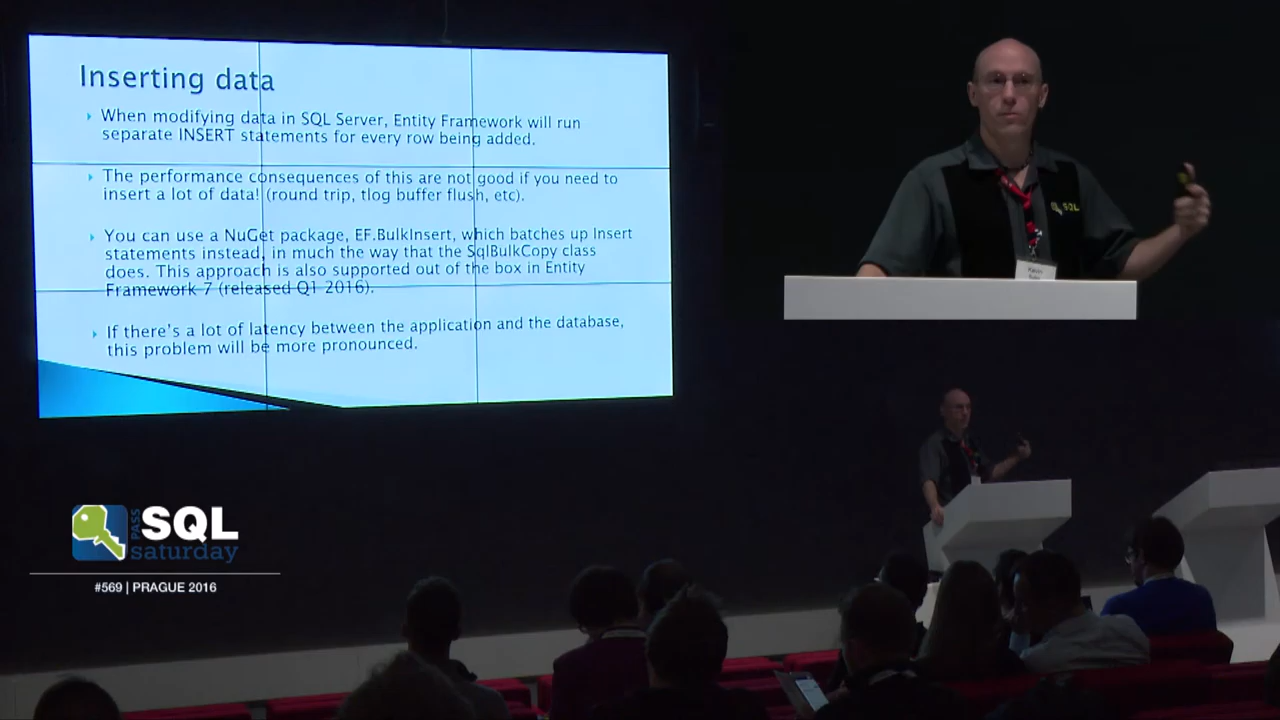 Inserting data
When modifying data in SQL Server, Entity Framework will run
separate INSERT statements for every row being added.
The performance consequences of this are not good if you need to
insert a lot of data! (round trip, tlog buffer flush, etc).
You can use a NuGet package, EF.BulkInsert, which batches up Insert
statements instead, in much the way that the SqlBulkCopy class
does. This approach is also supported out of the box in Entity
Framework 7 (released Q1 2016).
If there's a lot of latency between the application and the database,
this problem will be more pronounced.
SQL
PASS
SQL
saturday
#569 | PRAGUE 2016